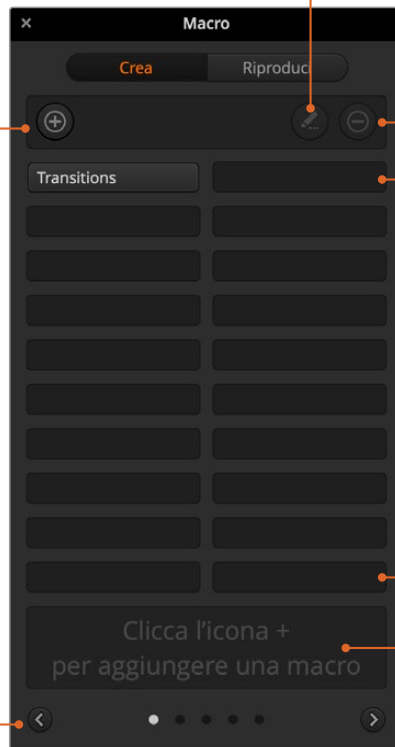 Macro
Crea
Riproduci
Transitions
Clicca l'icona +
per aggiungere una macro